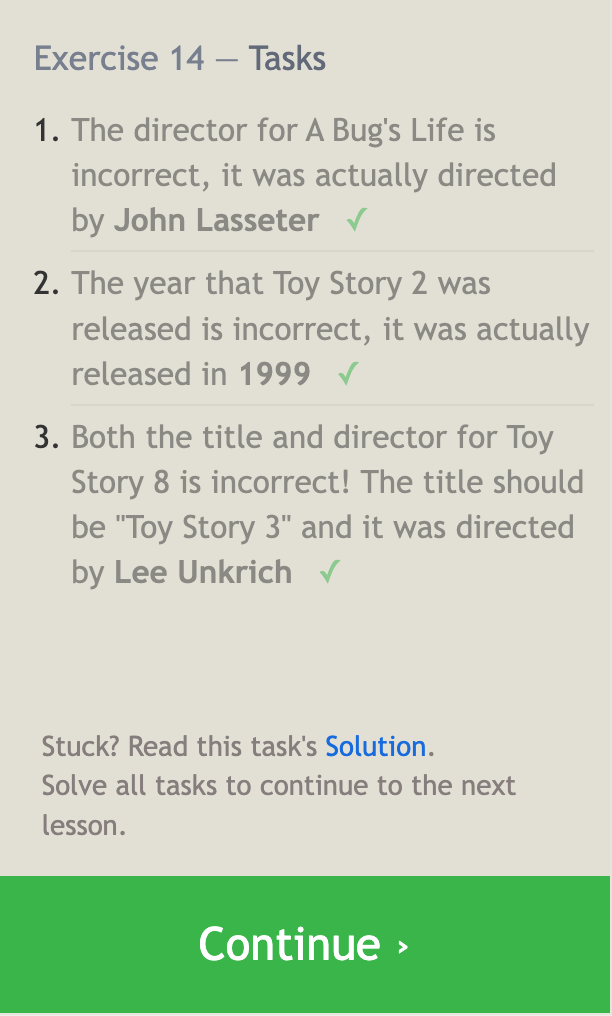 Exercise 14 — Tasks
1. The director for A Bug's Life is
incorrect, it was actually directed
by John Lasseter ✓
2. The year that Toy Story 2 was
released is incorrect, it was actually
released in 1999 ✓
3. Both the title and director for Toy
Story 8 is incorrect! The title should
be "Toy Story 3" and it was directed
by Lee Unkrich ✓
Stuck? Read this task's Solution.
Solve all tasks to continue to the next
lesson.
Continue ›